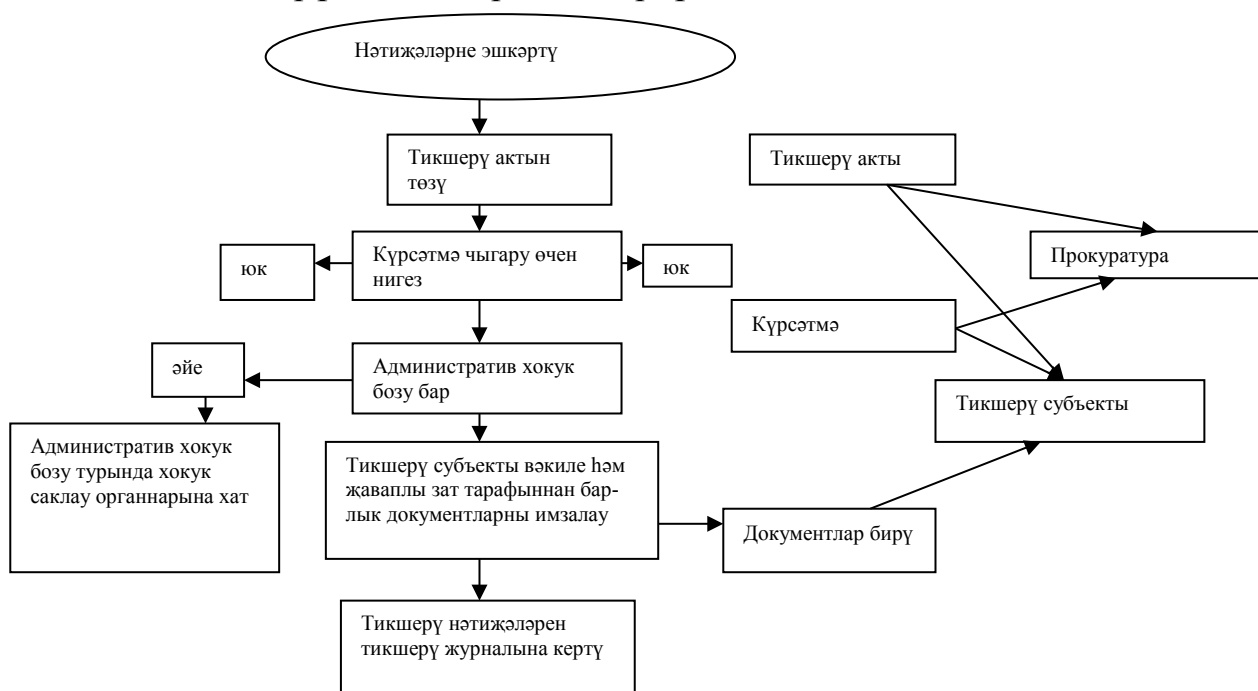 Нәтиҗәләрне эшкәртү
Тикшерү актын
төзү
Тикшерү акты
юк
Күрсәтмә чыгару өчен
нигез
юк
Прокуратура
Күрсәтмә
әйе
Административ хокук
бозу бар
Тикшерү субъекты
Административ хокук
бозу турында хокук
саклау органнарына хат
Тикшерү субъекты вәкиле һәм
җаваплы зат тарафыннан бар-
лык документларны имзалау
Документлар бирү
Тикшерү нәтиҗәләрен
тикшерү журналына кертү